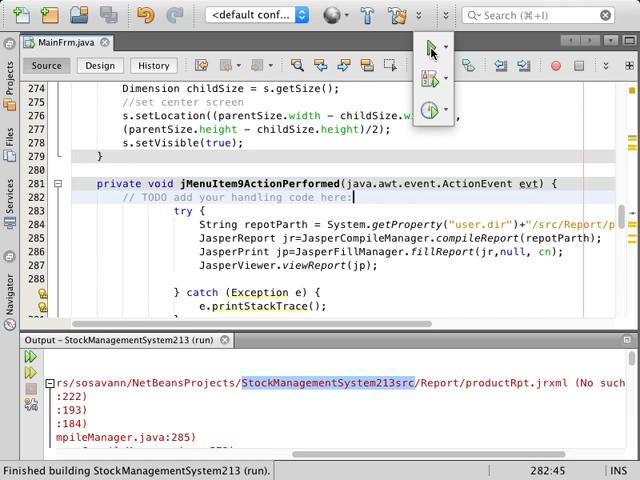 <default conf...
Search (⌘+I)
MainFrm.java
Source Design History
Projects
Files
Services
Navigator
274 Dimension childSize = s.getSize();
275 //set center screen
276 s.setLocation((parentSize.width - childSize.w
277 (parentSize.height - childSize.height)/2);
278 s.setVisible(true);
279 }
280
281 private void jMenuItem9ActionPerformed(java.awt.event.ActionEvent evt) {
282 // TODO add your handling code here:
283 try {
284 String repotParth = System.getProperty("user.dir")+"/src/Report/p
285 JasperReport jr=JasperCompileManager.compileReport(repotParth);
286 JasperPrint jp=JasperFillManager.fillReport(jr,null, cn);
287 JasperViewer.viewReport(jp);
288
} catch (Exception e) {
e.printStackTrace();
Output - StockManagementSystem213 (run)
rs/sosavann/NetBeansProjects/StockManagementSystem213src/Report/productRpt.jrxml (No such
:222)
:193)
:184)
mpileManager.java:285)
Finished building StockManagementSystem213 (run). 282:45 INS